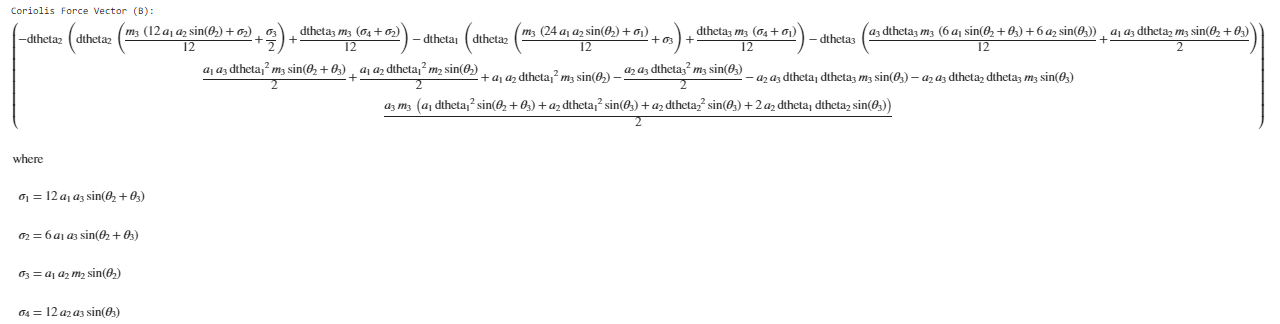 Coriolis Force Vector (B):
(−dtheta₂ (dtheta₂ (m₃ (12 a₁ a₂ sin(θ₂) + σ₂)/12 + σ₃/2) + dtheta₃ m₃ (σ₄ + σ₂)/12) − dtheta₁ (dtheta₂ (m₃ (24 a₁ a₂ sin(θ₂) + σ₁)/12 + σ₃) + dtheta₃ m₃ (σ₄ + σ₁)/12) − dtheta₃ (a₃ dtheta₃ m₃ (6 a₁ sin(θ₂ + θ₃) + 6 a₂ sin(θ₃))/12 + a₁ a₃ dtheta₂ m₃ sin(θ₂ + θ₃)/2)
a₁ a₃ dtheta₁² m₃ sin(θ₂ + θ₃)/2 + a₁ a₂ dtheta₁² m₂ sin(θ₂)/2 + a₁ a₂ dtheta₁² m₃ sin(θ₂) − a₂ a₃ dtheta₃² m₃ sin(θ₃)/2 − a₂ a₃ dtheta₁ dtheta₃ m₃ sin(θ₃) − a₂ a₃ dtheta₂ dtheta₃ m₃ sin(θ₃)
a₃ m₃ (a₁ dtheta₁² sin(θ₂ + θ₃) + a₂ dtheta₁² sin(θ₃) + a₂ dtheta₂² sin(θ₃) + 2 a₂ dtheta₁ dtheta₂ sin(θ₃))/2)
where
σ₁ = 12 a₁ a₃ sin(θ₂ + θ₃)
σ₂ = 6 a₁ a₃ sin(θ₂ + θ₃)
σ₃ = a₁ a₂ m₂ sin(θ₂)
σ₄ = 12 a₂ a₃ sin(θ₃)